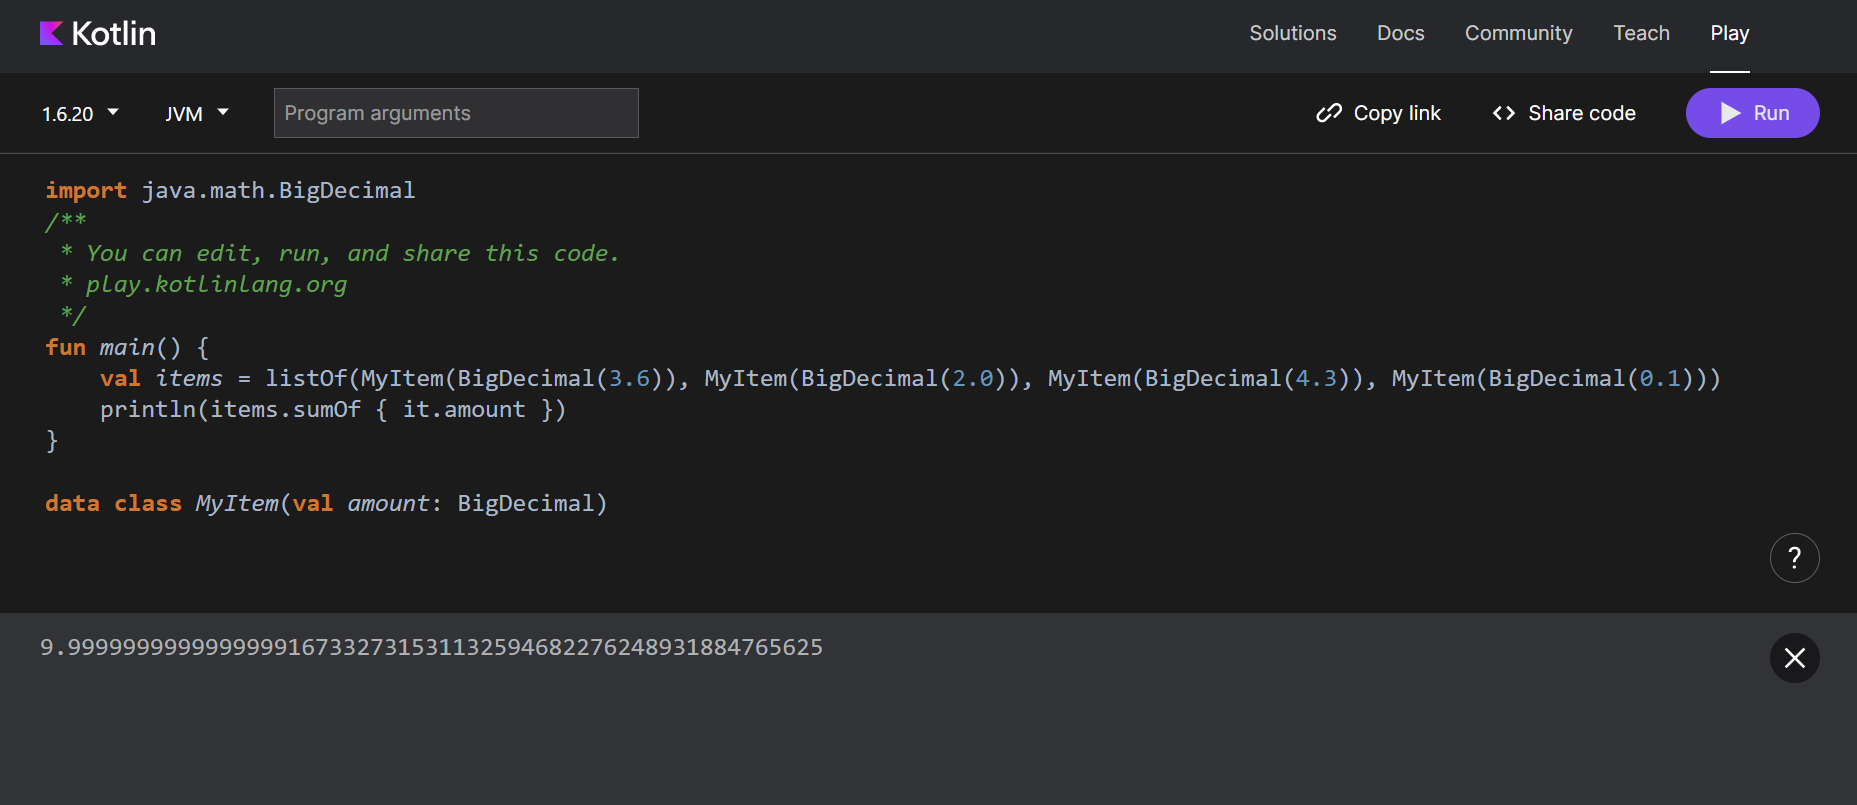 Kotlin
Solutions Docs Community Teach Play
1.6.20 JVM Program arguments Copy link <> Share code Run
import java.math.BigDecimal
/**
 * You can edit, run, and share this code.
 * play.kotlinlang.org
 */
fun main() {
    val items = listOf(MyItem(BigDecimal(3.6)), MyItem(BigDecimal(2.0)), MyItem(BigDecimal(4.3)), MyItem(BigDecimal(0.1)))
    println(items.sumOf { it.amount })
}
data class MyItem(val amount: BigDecimal)
?
9.9999999999999999167332731531132594682276248931884765625